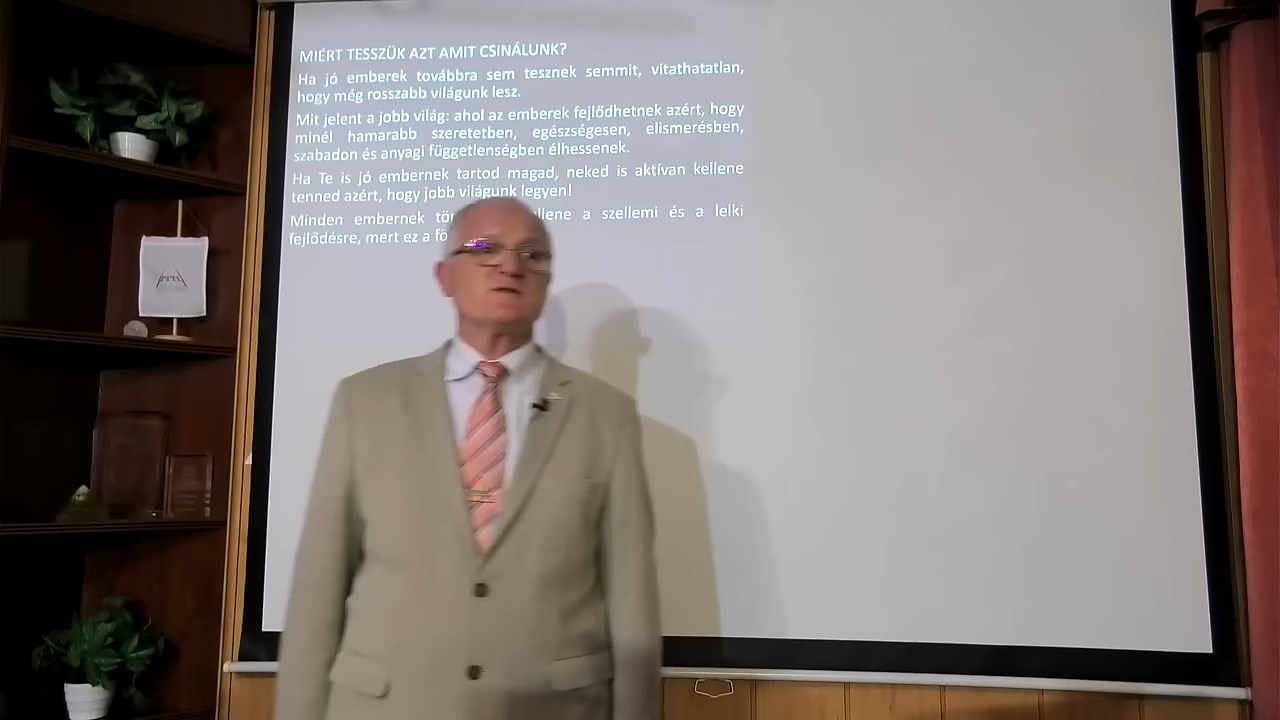 MIÉRT TESSZÜK AZT AMIT CSINÁLUNK?
Ha jó emberek továbbra sem tesznek semmit, vitathatatlan,
hogy még rosszabb világunk lesz.
Mit jelent a jobb világ: ahol az emberek fejlődhetnek azért, hogy
minél hamarabb szeretetben, egészségesen, elismerésben,
szabadon és anyagi függetlenségben élhessenek.
Ha Te is jó embernek tartod magad, neked is aktívan kellene
tenned azért, hogy jobb világunk legyen!
Minden embernek a szellemi és a lelki
fejlődésre, mert ez a